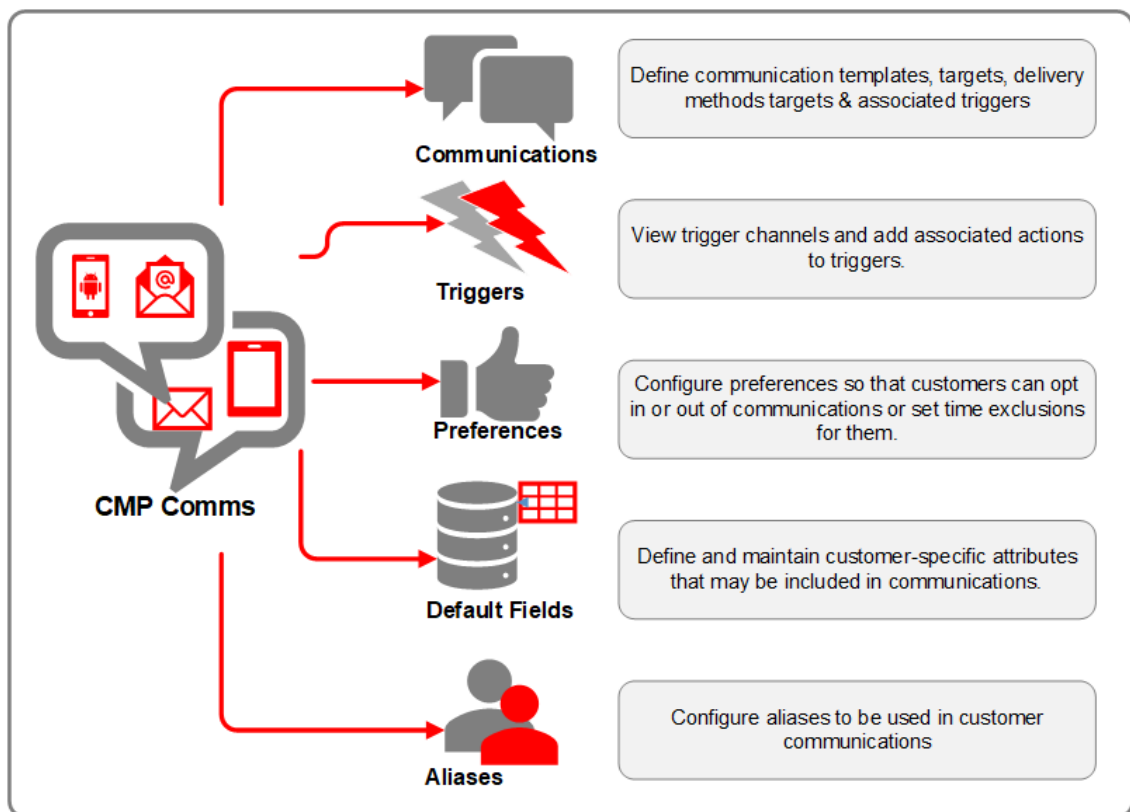 Define communication templates, targets, delivery
methods targets & associated triggers
Communications
View trigger channels and add associated actions
to triggers.
Triggers
@
Configure preferences so that customers can opt
in or out of communications or set time exclusions
for them.
Preferences
CMP Comms
Define and maintain customer-specific attributes
that may be included in communications.
Default Fields
Configure aliases to be used in customer
communications
Aliases